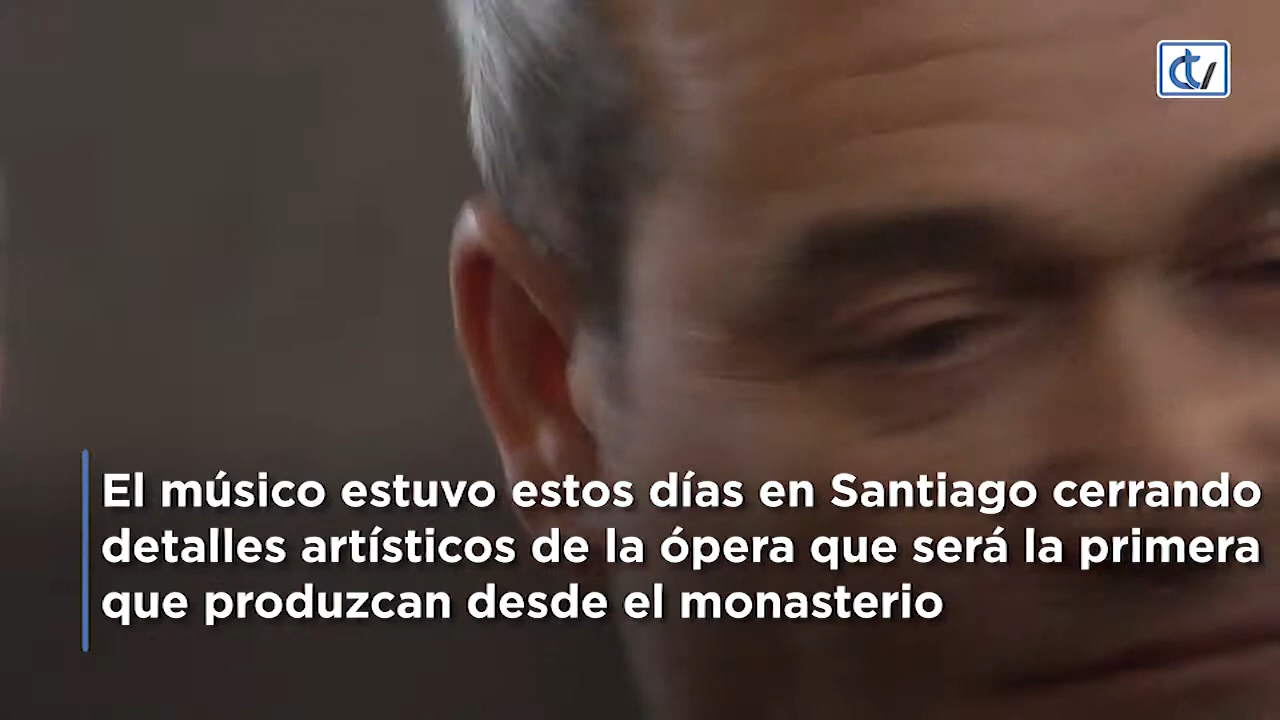 El músico estuvo estos días en Santiago cerrando
detalles artísticos de la ópera que será la primera
que produzcan desde el monasterio